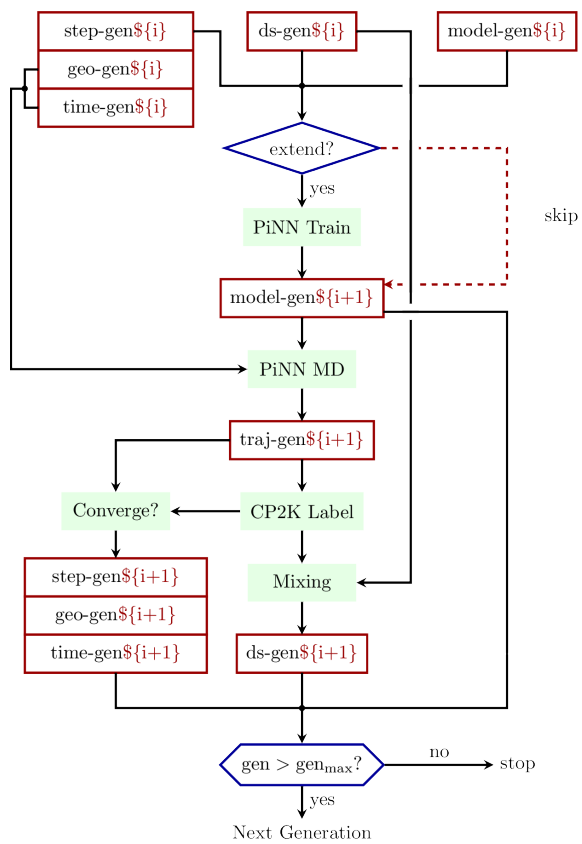 step-gen${i}
ds-gen${i}
model-gen${i}
geo-gen${i}
time-gen${i}
extend?
yes
skip
PiNN Train
model-gen${i+1}
PiNN MD
traj-gen${i+1}
Converge?
CP2K Label
step-gen${i+1}
Mixing
geo-gen${i+1}
time-gen${i+1}
ds-gen${i+1}
gen > genmax?
no
stop
yes
Next Generation